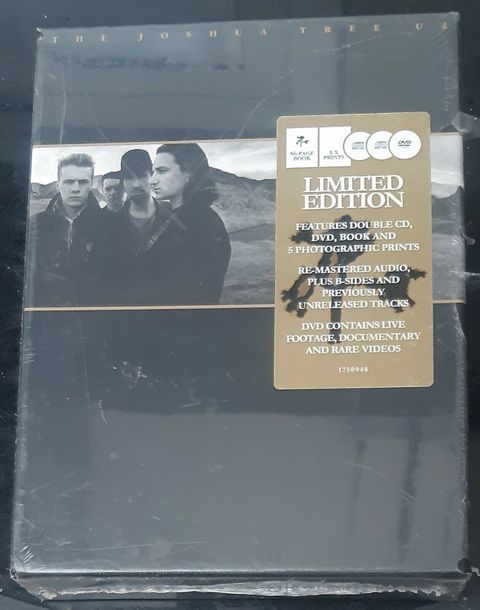 THE JOSHUA TREE U2
56-PAGE
BOOK
5 X
PRINTS
LIMITED
EDITION
FEATURES DOUBLE CD,
DVD, BOOK AND
5 PHOTOGRAPHIC PRINTS
RE-MASTERED AUDIO,
PLUS B-SIDES AND
PREVIOUSLY
UNRELEASED TRACKS
DVD CONTAINS LIVE
FOOTAGE, DOCUMENTARY
AND RARE VIDEOS
1750948